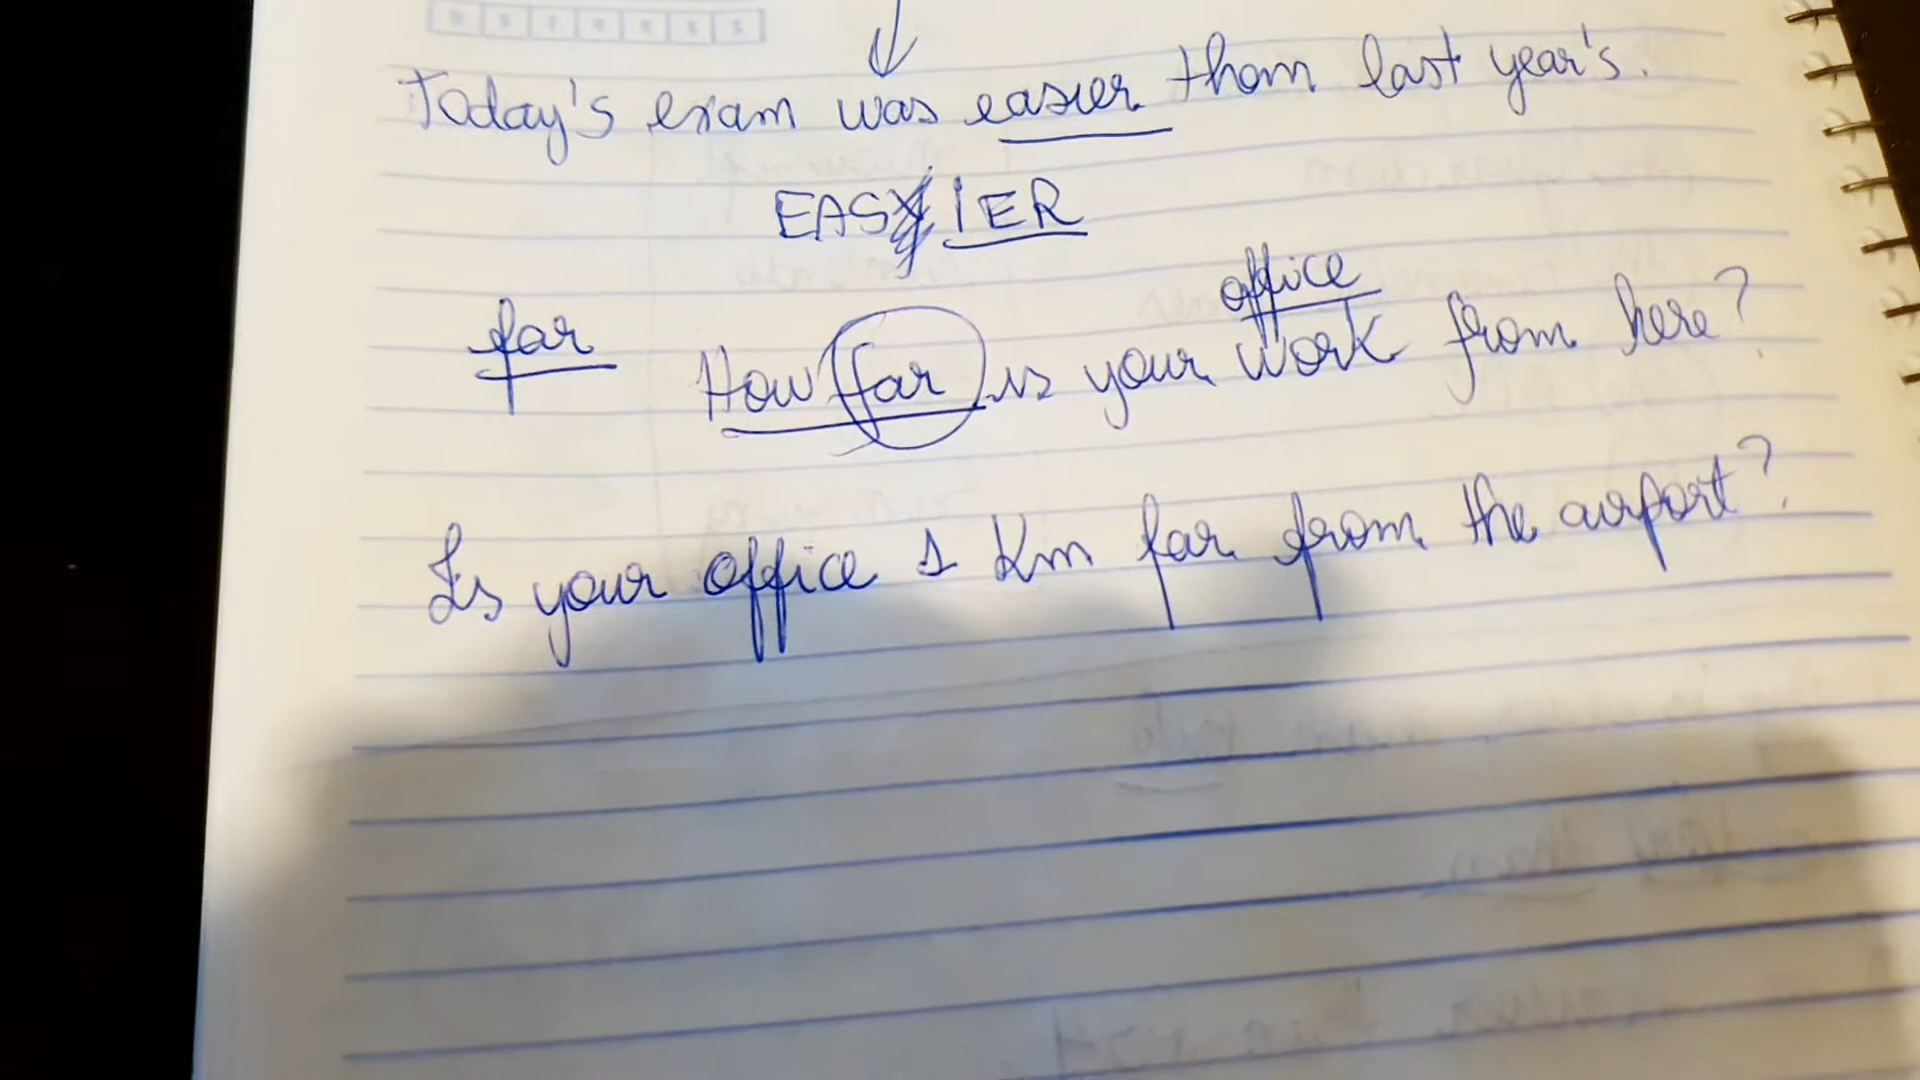 Today's exam was easier than last year's.
EASYIER
office
far How far is your work from here?
Is your office 1 Km far from the airport?